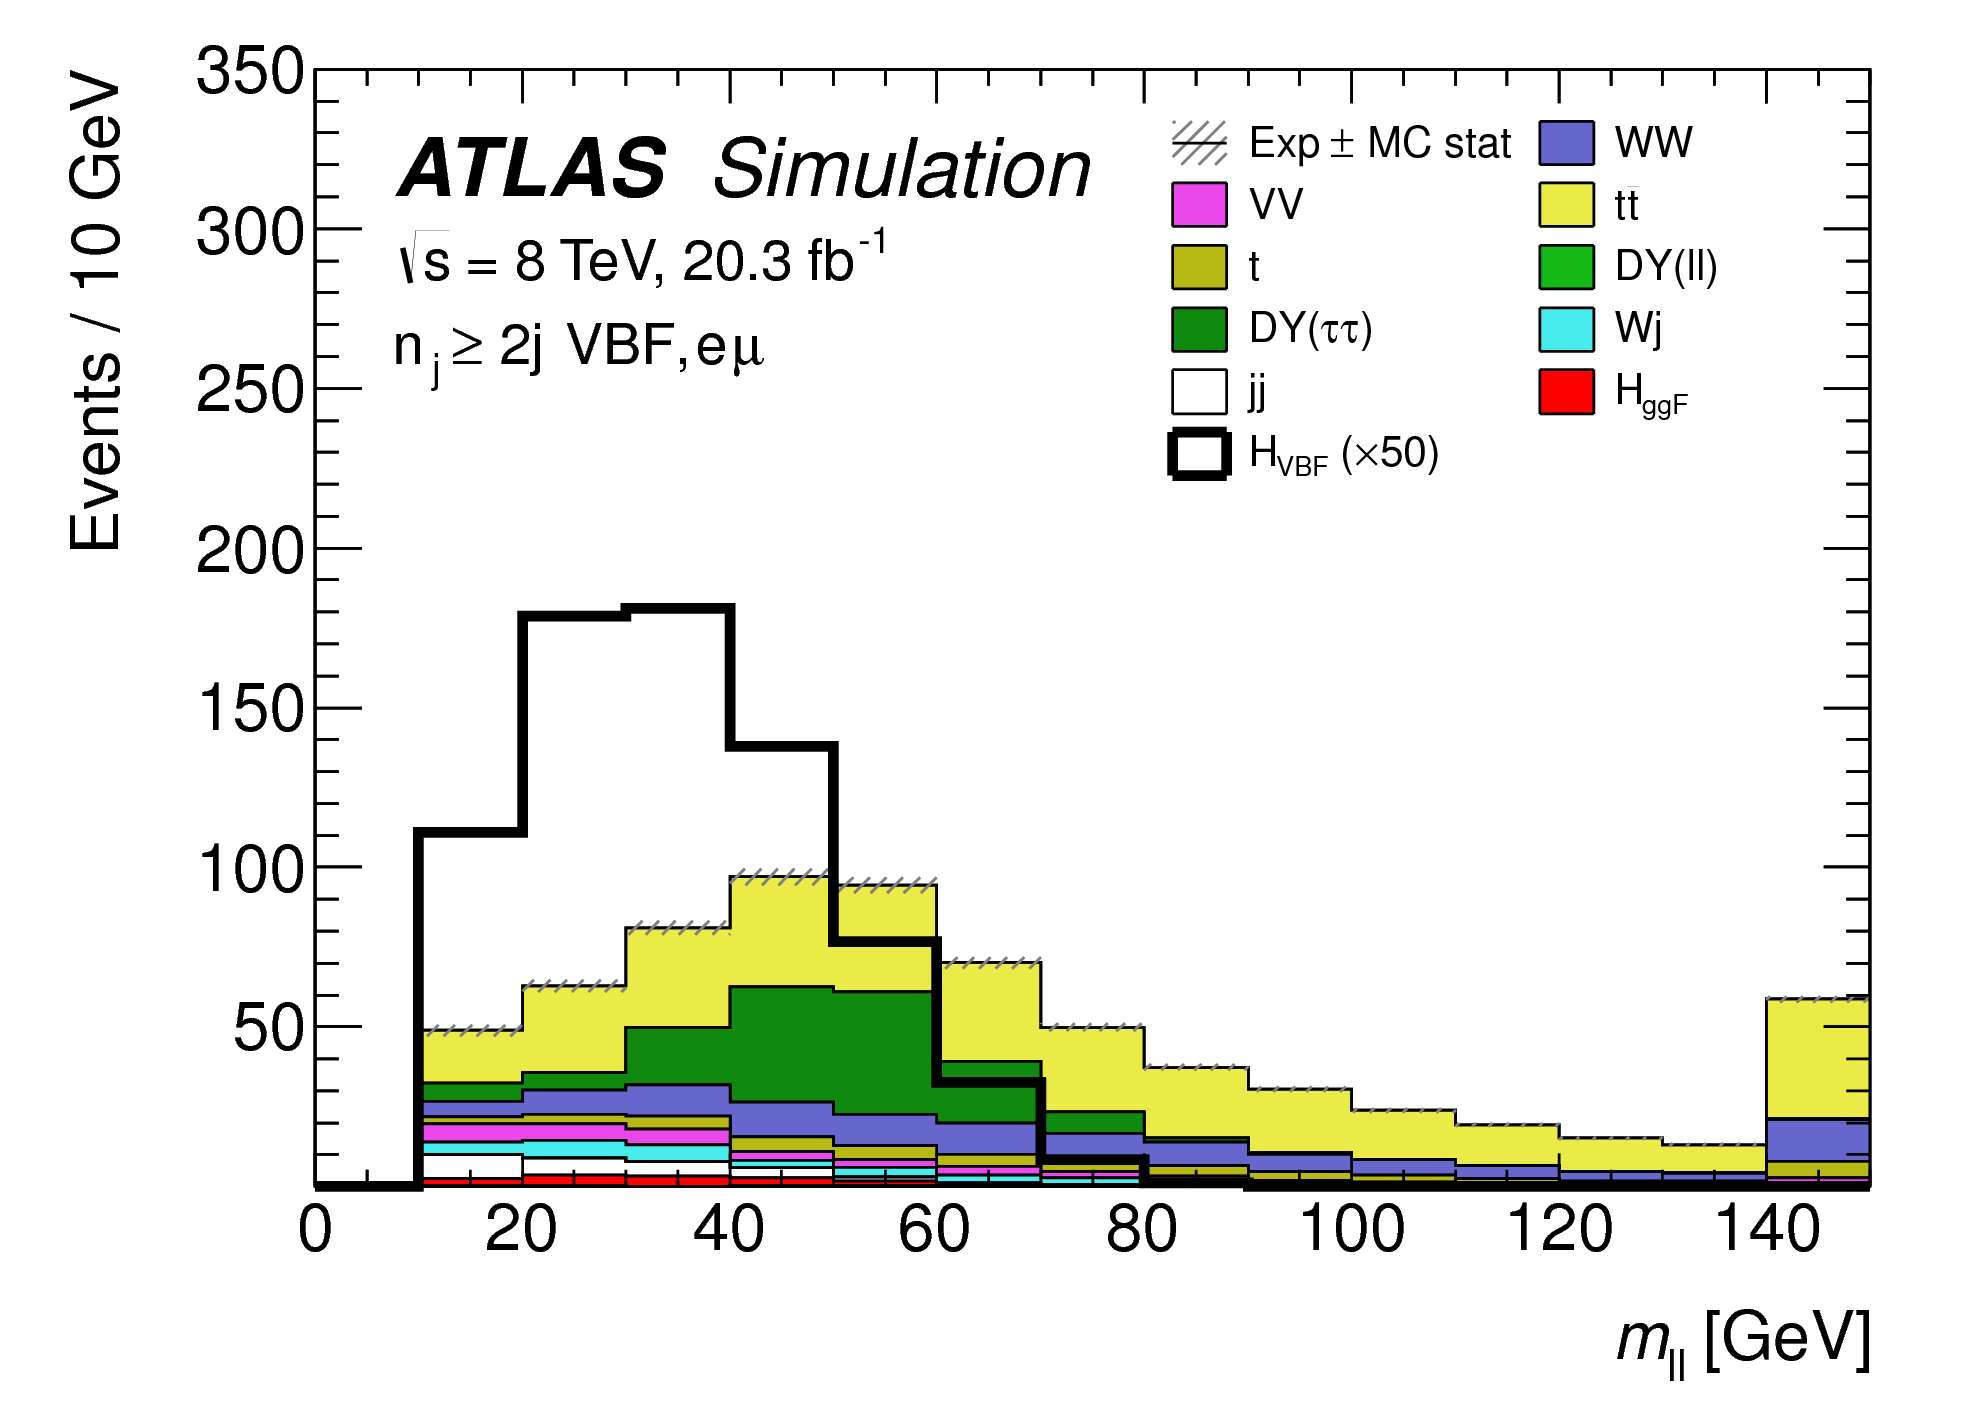 Events / 10 GeV
350
300
250
200
150
100
50
ATLAS Simulation
√s = 8 TeV, 20.3 fb⁻¹
n_j ≥ 2j VBF, eμ
Exp ± MC stat
WW
VV
tt̄
t
DY(ll)
DY(ττ)
Wj
jj
H_ggF
H_VBF (×50)
0 20 40 60 80 100 120 140
m_ll [GeV]